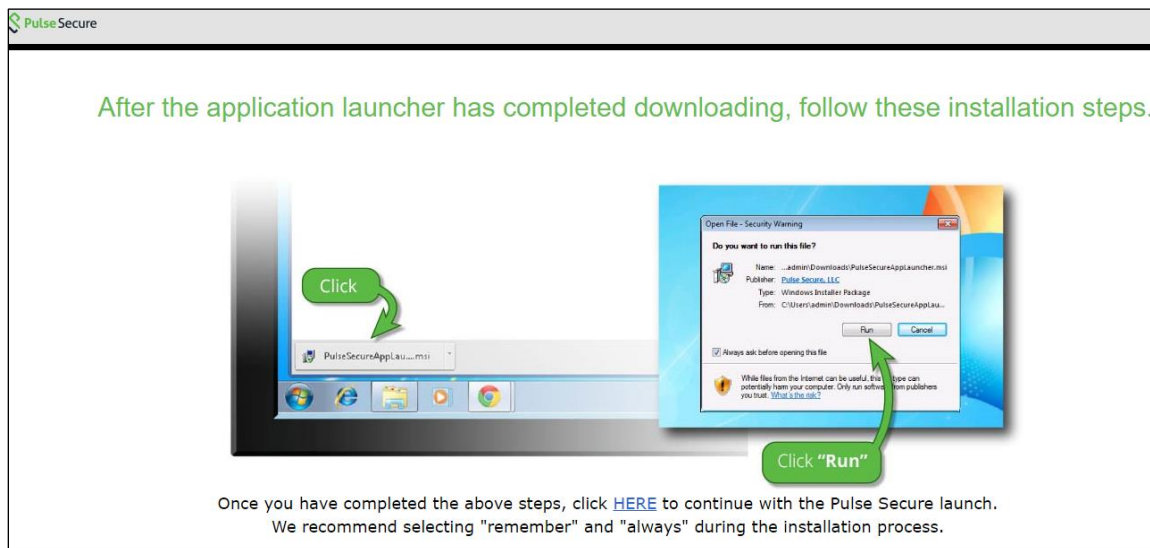 Pulse Secure
After the application launcher has completed downloading, follow these installation steps.
Click
PulseSecureAppLau....msi
Open File - Security Warning
Do you want to run this file?
Name: ...admin\Downloads\PulseSecureAppLauncher.msi
Publisher: Pulse Secure, LLC
Type: Windows Installer Package
From: C:\Users\admin\Downloads\PulseSecureAppLau...
Run Cancel
Always ask before opening this file
While files from the Internet can be useful, this type can
potentially harm your computer. Only run software from publishers
you trust. What's the risk?
Click "Run"
Once you have completed the above steps, click HERE to continue with the Pulse Secure launch.
We recommend selecting "remember" and "always" during the installation process.